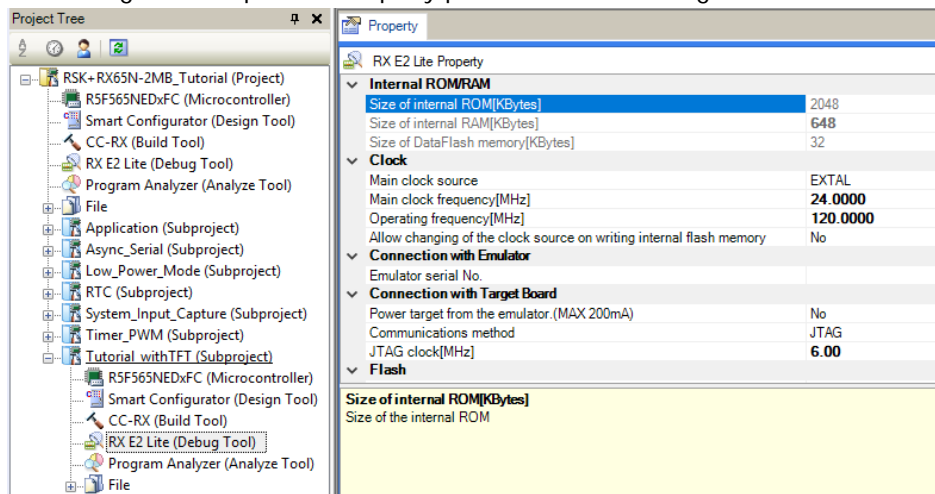 Project Tree
RSK+RX65N-2MB_Tutorial (Project)
R5F565NEDxFC (Microcontroller)
Smart Configurator (Design Tool)
CC-RX (Build Tool)
RX E2 Lite (Debug Tool)
Program Analyzer (Analyze Tool)
File
Application (Subproject)
Async_Serial (Subproject)
Low_Power_Mode (Subproject)
RTC (Subproject)
System_Input_Capture (Subproject)
Timer_PWM (Subproject)
Tutorial_withTFT (Subproject)
R5F565NEDxFC (Microcontroller)
Smart Configurator (Design Tool)
CC-RX (Build Tool)
RX E2 Lite (Debug Tool)
Program Analyzer (Analyze Tool)
File
Property
RX E2 Lite Property
Internal ROM/RAM
Size of internal ROM[KBytes] 2048
Size of internal RAM[KBytes] 648
Size of DataFlash memory[KBytes] 32
Clock
Main clock source EXTAL
Main clock frequency[MHz] 24.0000
Operating frequency[MHz] 120.0000
Allow changing of the clock source on writing internal flash memory No
Connection with Emulator
Emulator serial No.
Connection with Target Board
Power target from the emulator.(MAX 200mA) No
Communications method JTAG
JTAG clock[MHz] 6.00
Flash
Size of internal ROM[KBytes]
Size of the internal ROM